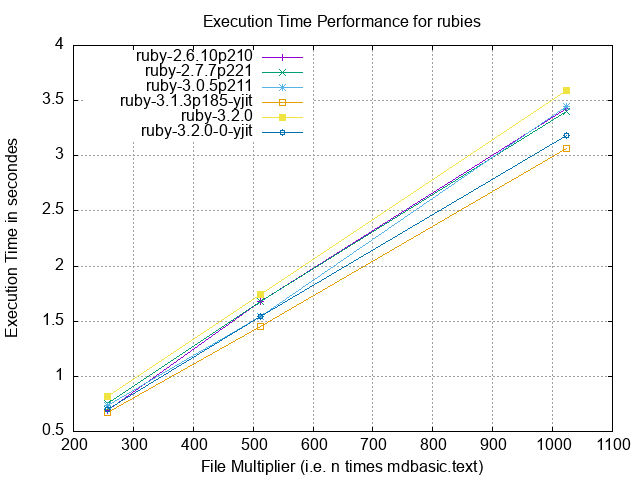 Execution Time Performance for rubies
4
3.5
3
2.5
2
1.5
1
0.5
Execution Time in secondes
ruby-2.6.10p210
ruby-2.7.7p221
ruby-3.0.5p211
ruby-3.1.3p185-yjit
ruby-3.2.0
ruby-3.2.0-0-yjit
200 300 400 500 600 700 800 900 1000 1100
File Multiplier (i.e. n times mdbasic.text)